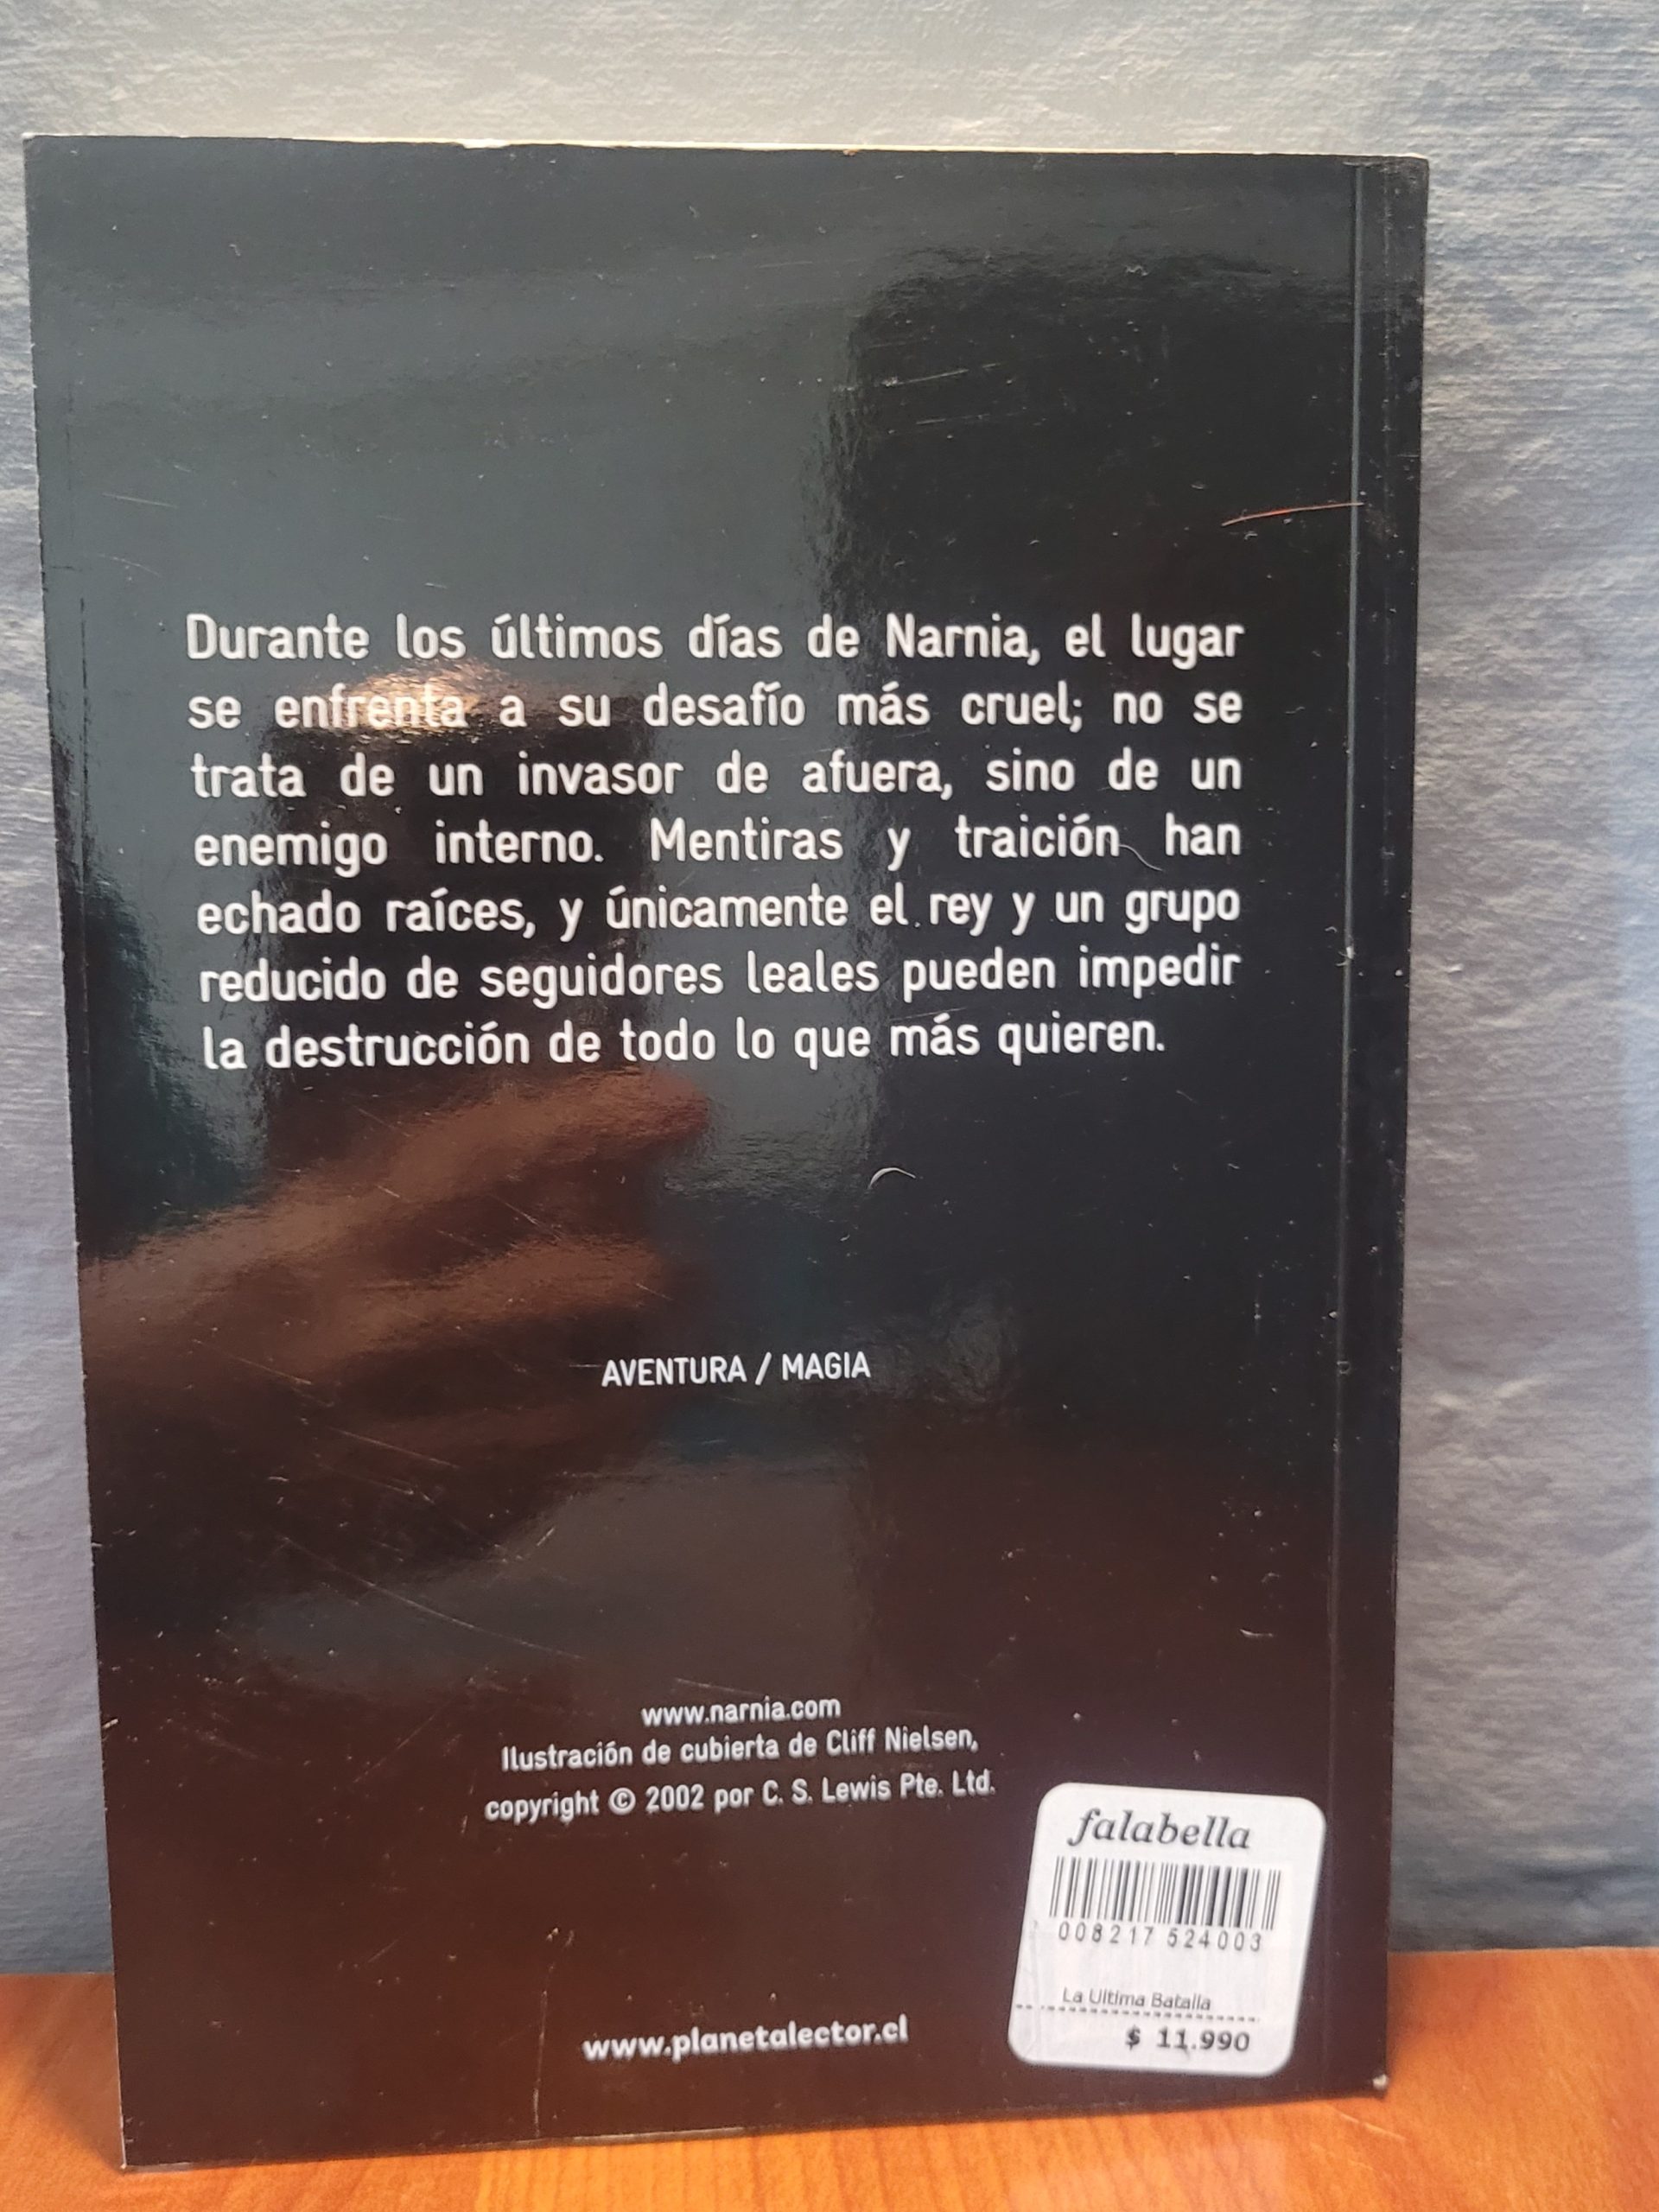 Durante los últimos días de Narnia, el lugar
se enfrenta a su desafío más cruel; no se
trata de un invasor de afuera, sino de un
enemigo interno. Mentiras y traición han
echado raíces, y únicamente el rey y un grupo
reducido de seguidores leales pueden impedir
la destrucción de todo lo que más quieren.
AVENTURA / MAGIA
www.narnia.com
Ilustración de cubierta de Cliff Nielsen,
copyright © 2002 por C. S. Lewis Pte. Ltd.
www.planetalector.cl
falabella
008217 524003
La Ultima Batalla
$ 11.990